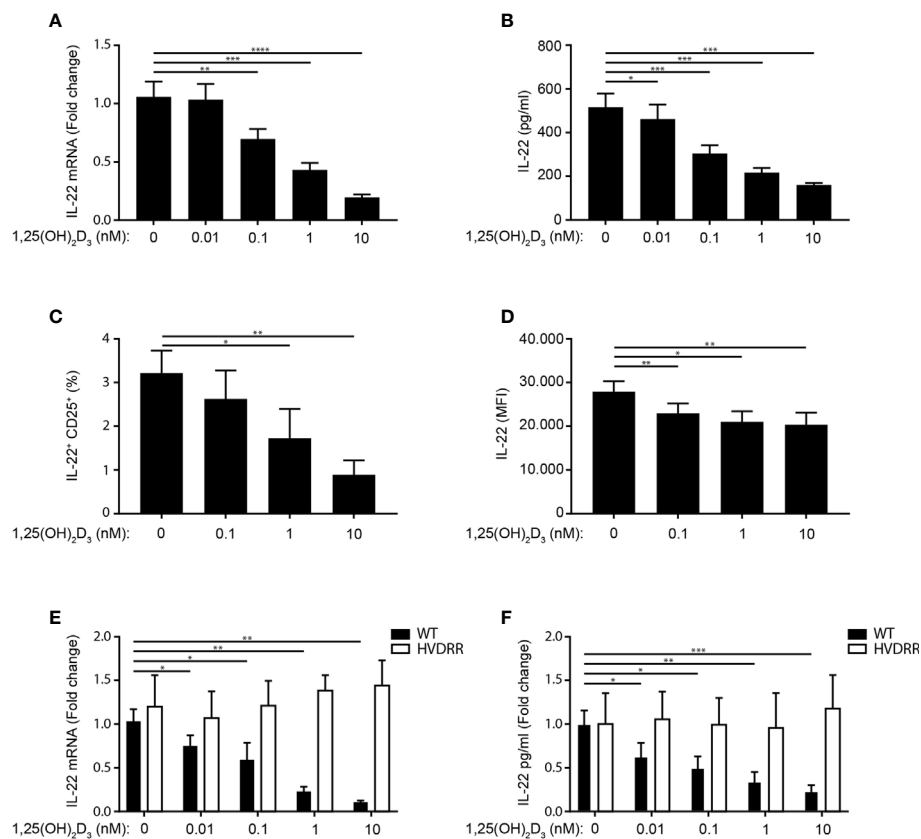 A
IL-22 mRNA (Fold change)
1.5
1.0
0.5
0.0
****
***
**
1,25(OH)₂D₃ (nM):
0 0.01 0.1 1 10
B
IL-22 (pg/ml)
800
600
400
200
0
***
***
***
*
1,25(OH)₂D₃ (nM):
0 0.01 0.1 1 10
C
IL-22⁺ CD25⁺ (%)
4
3
2
1
0
**
*
1,25(OH)₂D₃ (nM):
0 0.1 1 10
D
IL-22 (MFI)
40.000
30.000
20.000
10.000
0
**
*
**
1,25(OH)₂D₃ (nM):
0 0.1 1 10
E
WT
HVDRR
IL-22 mRNA (Fold change)
2.0
1.5
1.0
0.5
0.0
**
**
*
*
1,25(OH)₂D₃ (nM):
0 0.01 0.1 1 10
F
WT
HVDRR
IL-22 pg/ml (Fold change)
2.0
1.5
1.0
0.5
0.0
***
**
*
*
1,25(OH)₂D₃ (nM):
0 0.01 0.1 1 10